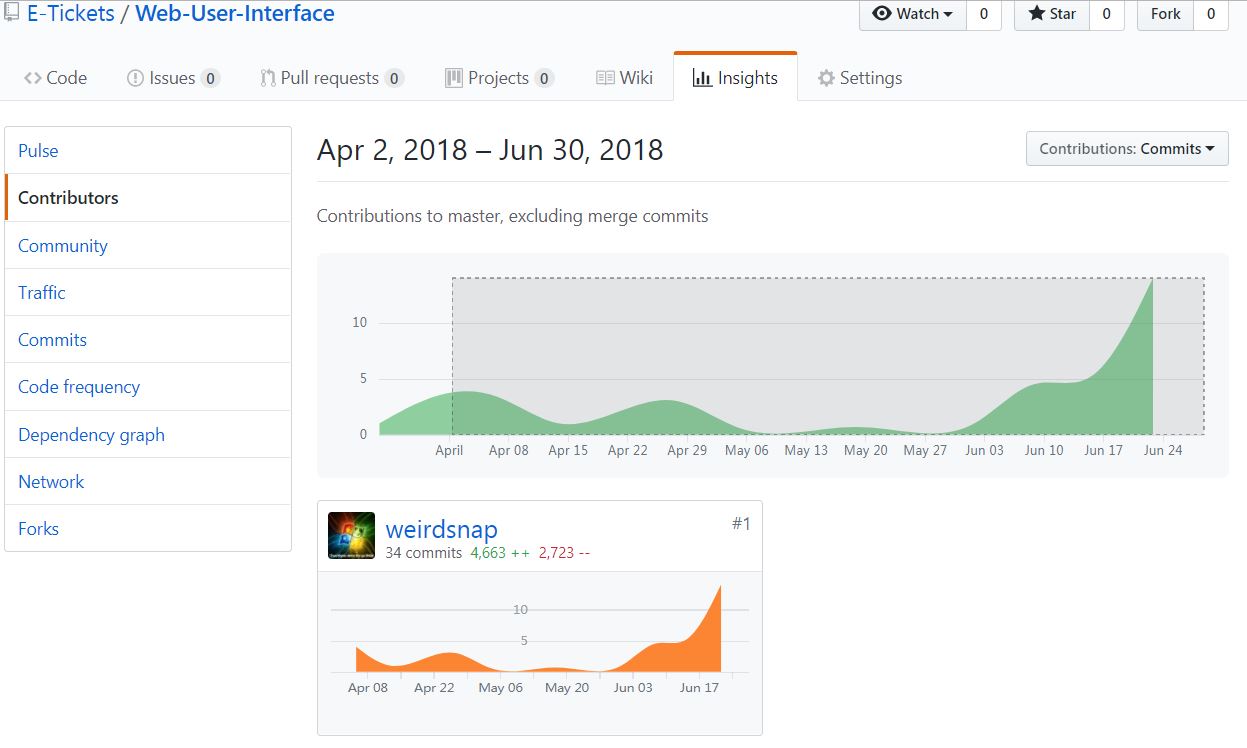 E-Tickets / Web-User-Interface
Watch 0 Star 0 Fork 0
Code Issues 0 Pull requests 0 Projects 0 Wiki Insights Settings
Pulse
Contributors
Community
Traffic
Commits
Code frequency
Dependency graph
Network
Forks
Apr 2, 2018 – Jun 30, 2018
Contributions: Commits
Contributions to master, excluding merge commits
10
5
0
April Apr 08 Apr 15 Apr 22 Apr 29 May 06 May 13 May 20 May 27 Jun 03 Jun 10 Jun 17 Jun 24
weirdsnap #1
34 commits 4,663 ++ 2,723 --
10
5
Apr 08 Apr 22 May 06 May 20 Jun 03 Jun 17